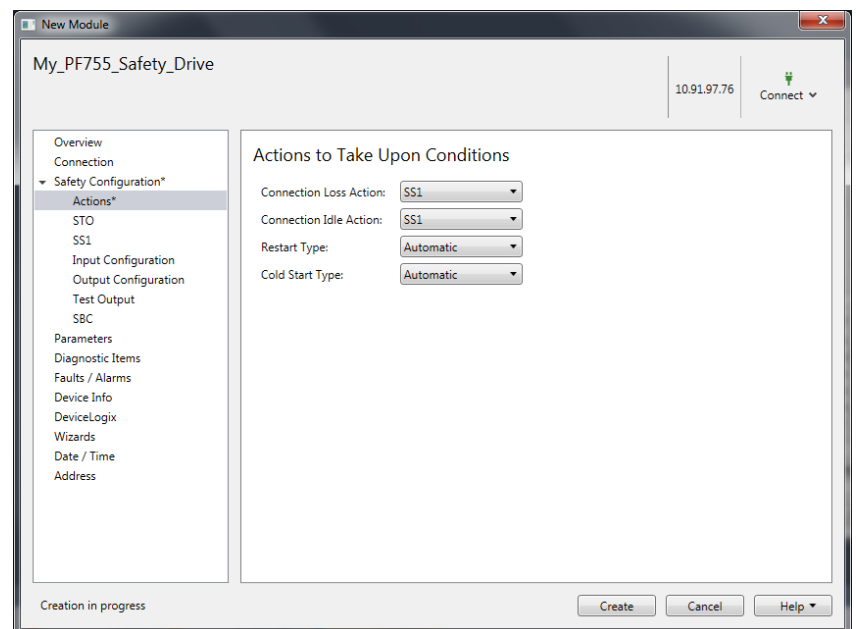 New Module
My_PF755_Safety_Drive
10.91.97.76
Connect
Overview
Connection
Safety Configuration*
Actions*
STO
SS1
Input Configuration
Output Configuration
Test Output
SBC
Parameters
Diagnostic Items
Faults / Alarms
Device Info
DeviceLogix
Wizards
Date / Time
Address
Actions to Take Upon Conditions
Connection Loss Action: SS1
Connection Idle Action: SS1
Restart Type: Automatic
Cold Start Type: Automatic
Creation in progress
Create Cancel Help